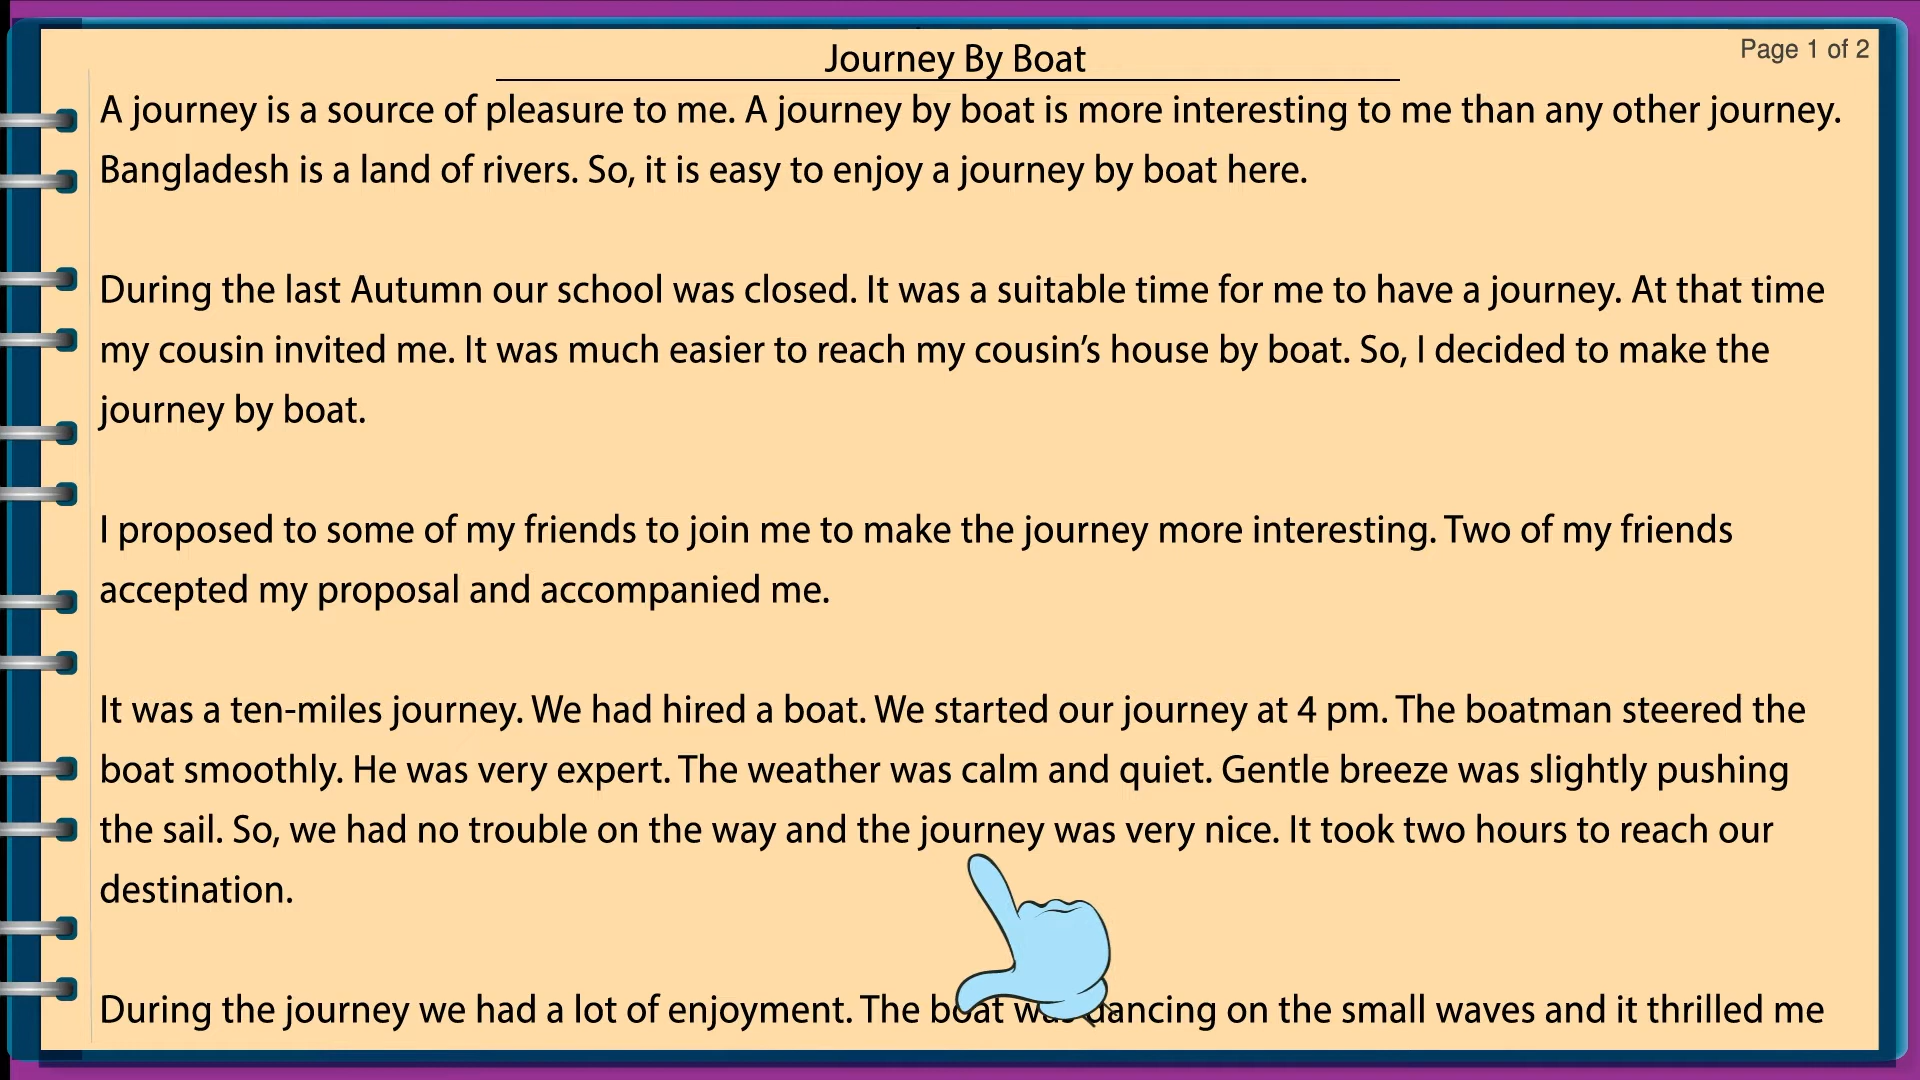 Journey By Boat
Page 1 of 2
A journey is a source of pleasure to me. A journey by boat is more interesting to me than any other journey.
Bangladesh is a land of rivers. So, it is easy to enjoy a journey by boat here.
During the last Autumn our school was closed. It was a suitable time for me to have a journey. At that time
my cousin invited me. It was much easier to reach my cousin’s house by boat. So, I decided to make the
journey by boat.
I proposed to some of my friends to join me to make the journey more interesting. Two of my friends
accepted my proposal and accompanied me.
It was a ten-miles journey. We had hired a boat. We started our journey at 4 pm. The boatman steered the
boat smoothly. He was very expert. The weather was calm and quiet. Gentle breeze was slightly pushing
the sail. So, we had no trouble on the way and the journey was very nice. It took two hours to reach our
destination.
During the journey we had a lot of enjoyment. The boat was dancing on the small waves and it thrilled me